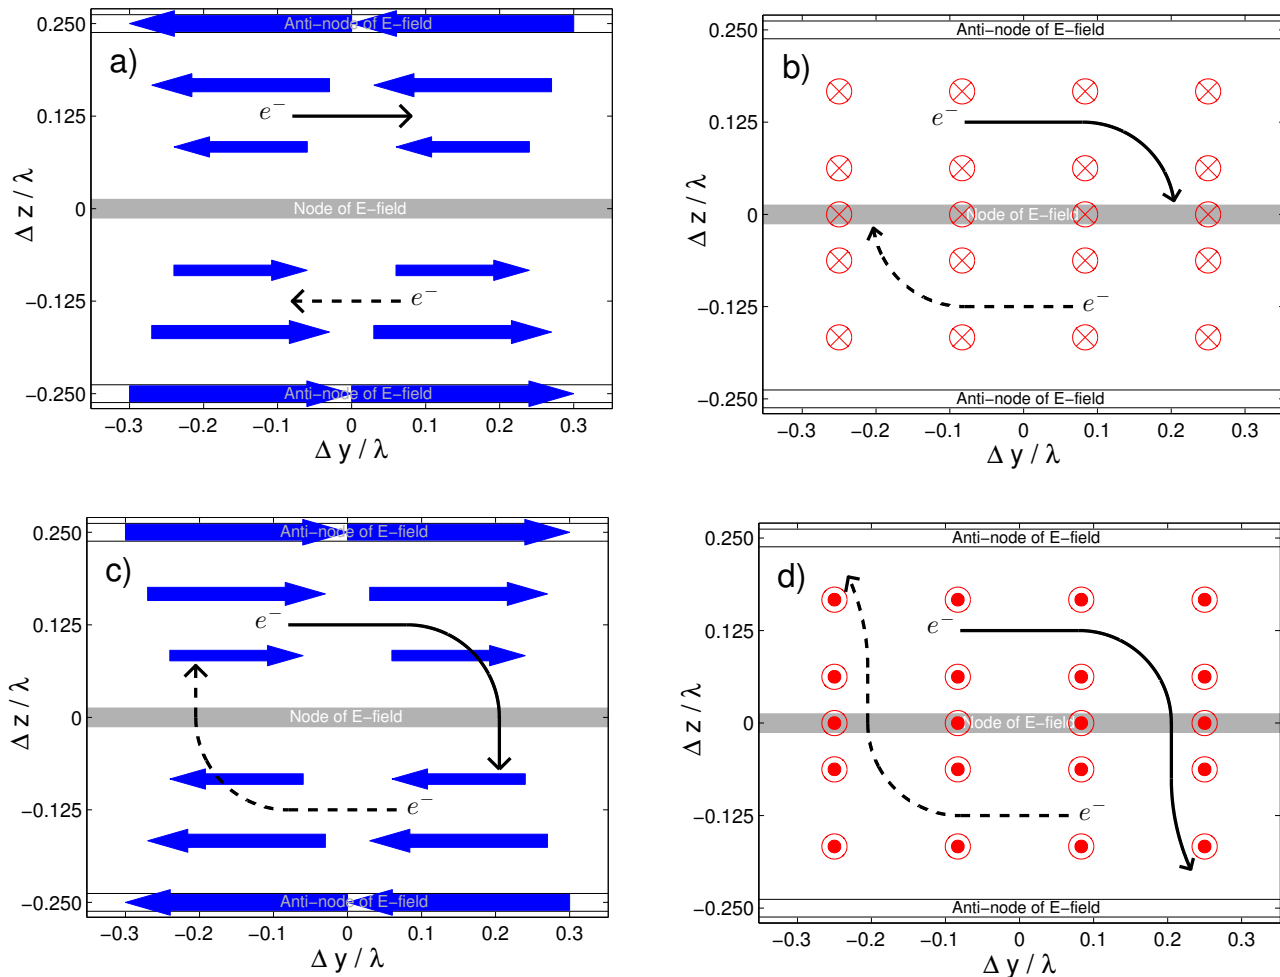 a)
Anti-node of E-field
e⁻
Node of E-field
e⁻
Anti-node of E-field
0.250
0.125
0
-0.125
-0.250
Δ z / λ
-0.3 -0.2 -0.1 0 0.1 0.2 0.3
Δ y / λ
b)
Anti-node of E-field
e⁻
Node of E-field
e⁻
Anti-node of E-field
0.250
0.125
0
-0.125
-0.250
Δ z / λ
-0.3 -0.2 -0.1 0 0.1 0.2 0.3
Δ y / λ
c)
Anti-node of E-field
e⁻
Node of E-field
e⁻
Anti-node of E-field
0.250
0.125
0
-0.125
-0.250
Δ z / λ
-0.3 -0.2 -0.1 0 0.1 0.2 0.3
Δ y / λ
d)
Anti-node of E-field
e⁻
Node of E-field
e⁻
Anti-node of E-field
0.250
0.125
0
-0.125
-0.250
Δ z / λ
-0.3 -0.2 -0.1 0 0.1 0.2 0.3
Δ y / λ